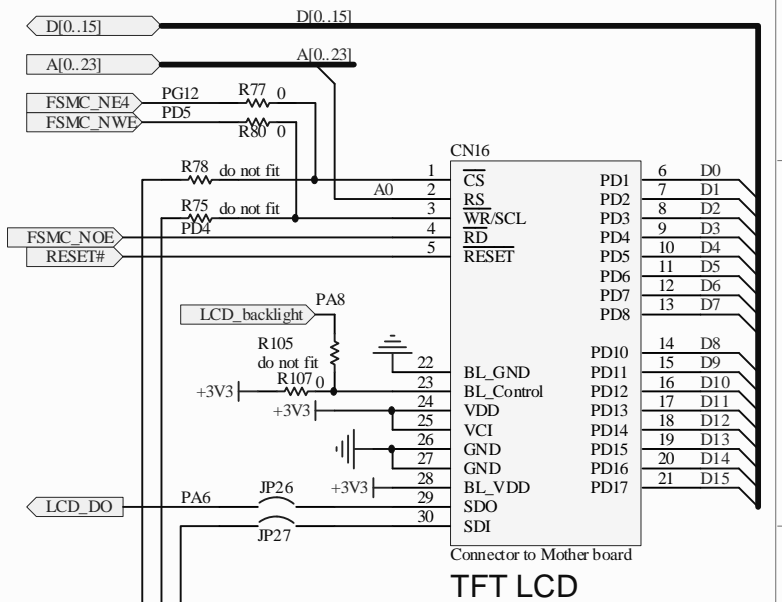 D[0..15] D[0..15]
A[0..23] A[0..23]
FSMC_NE4 PG12 R77 0
FSMC_NWE PD5 R80 0
CN16
R78 do not fit 1 CS PD1 6 D0
A0 2 RS PD2 7 D1
R75 do not fit 3 WR/SCL PD3 8 D2
FSMC_NOE PD4 4 RD PD4 9 D3
RESET# 5 RESET PD5 10 D4
PD6 11 D5
PD7 12 D6
PD8 13 D7
LCD_backlight PA8
R105
do not fit
PD10 14 D8
22 BL_GND PD11 15 D9
+3V3 R107 0 23 BL_Control PD12 16 D10
+3V3 24 VDD PD13 17 D11
25 VCI PD14 18 D12
26 GND PD15 19 D13
27 GND PD16 20 D14
+3V3 28 BL_VDD PD17 21 D15
LCD_DO PA6 JP26 29 SDO
JP27 30 SDI
Connector to Mother board
TFT LCD